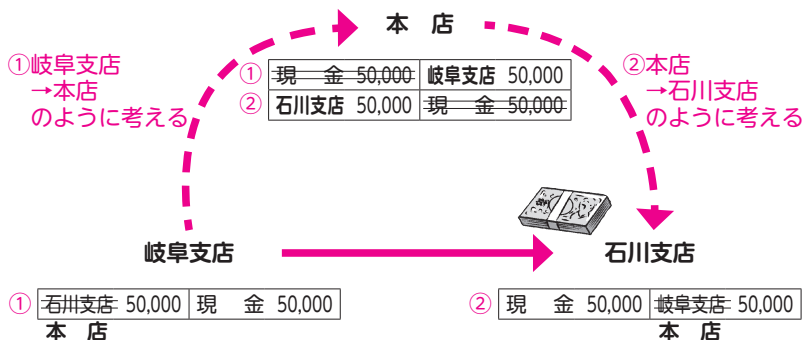 本 店
①岐阜支店
→本店
のように考える
① 現 金 50,000 岐阜支店 50,000
② 石川支店 50,000 現 金 50,000
②本店
→石川支店
のように考える
岐阜支店
石川支店
① 石川支店 50,000 現 金 50,000
本 店
② 現 金 50,000 岐阜支店 50,000
本 店